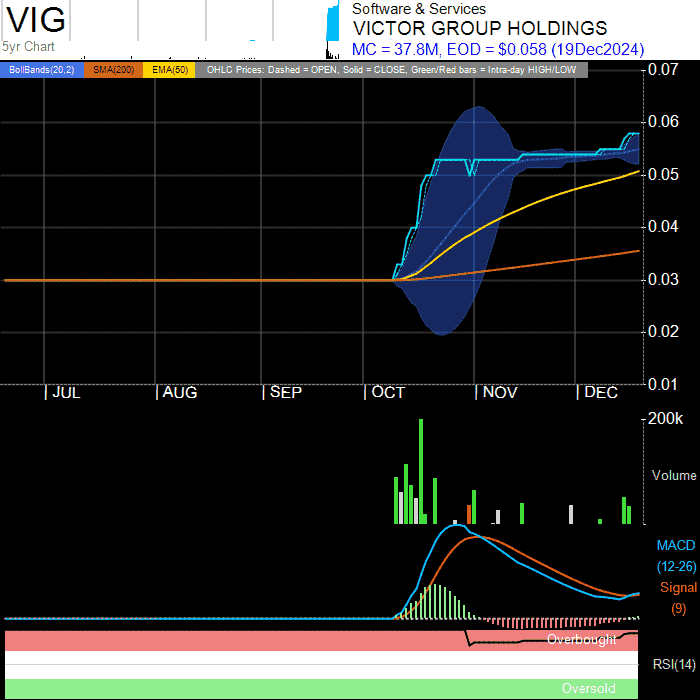 VIG
Software & Services
VICTOR GROUP HOLDINGS
5yr Chart
MC = 37.8M, EOD = $0.058 (19Dec2024)
BollBands(20,2) SMA(200) EMA(50) OHLC Prices: Dashed = OPEN, Solid = CLOSE, Green/Red bars = Intra-day HIGH/LOW
0.07
0.06
0.05
0.04
0.03
0.02
0.01
JUL AUG SEP OCT NOV DEC
200k
Volume
MACD
(12-26)
Signal
(9)
Overbought
RSI(14)
Oversold